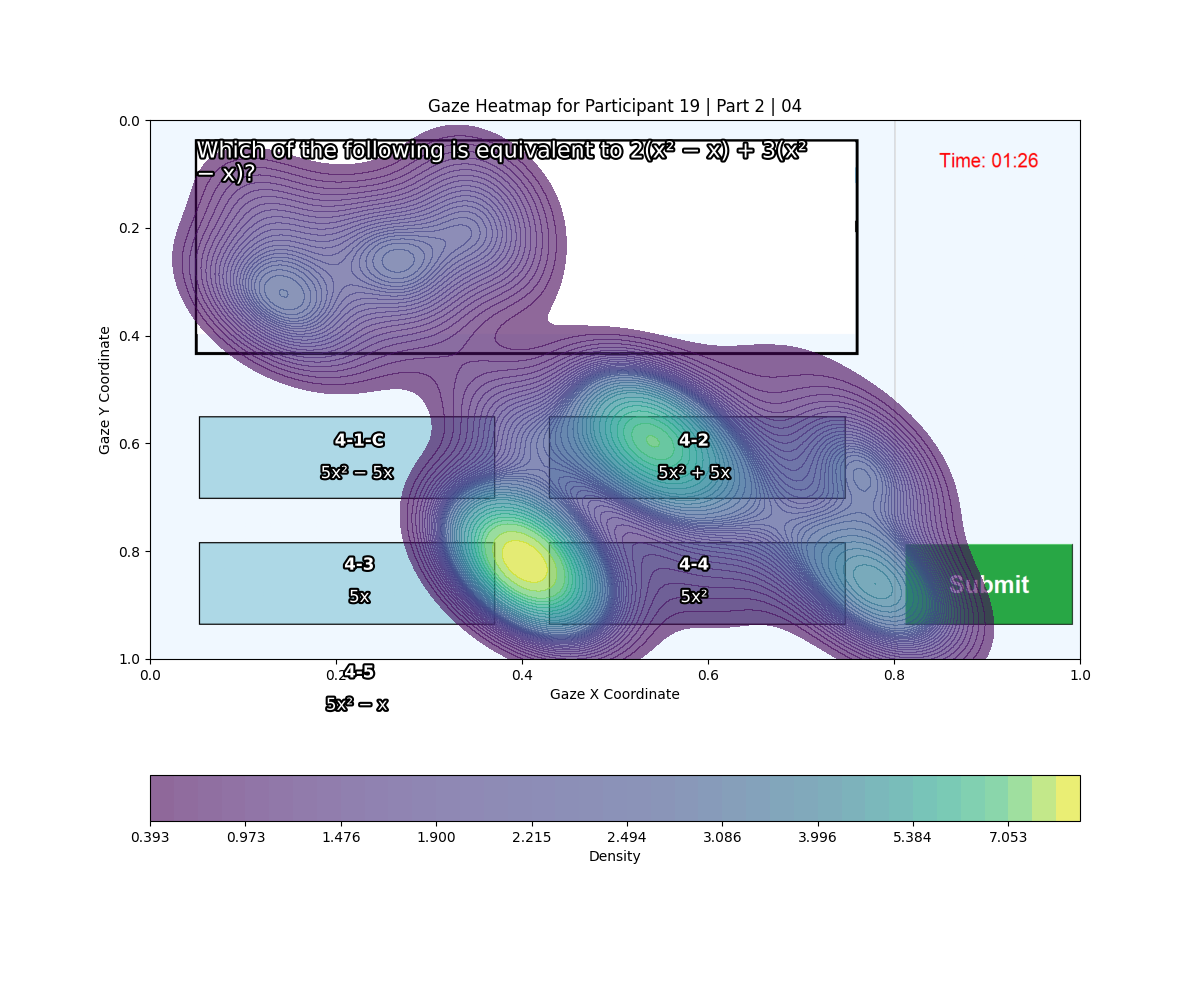 Gaze Heatmap for Participant 19 | Part 2 | 04
0.0
Which of the following is equivalent to 2(x² − x) + 3(x²
− x)?
Time: 01:26
0.2
0.4
Gaze Y Coordinate
0.6
4-1-C
5x² − 5x
4-2
5x² + 5x
0.8
4-3
5x
4-4
5x²
Submit
1.0
0.0 0.2 0.4 0.6 0.8 1.0
4-5
Gaze X Coordinate
5x² − x
0.393 0.973 1.476 1.900 2.215 2.494 3.086 3.996 5.384 7.053
Density